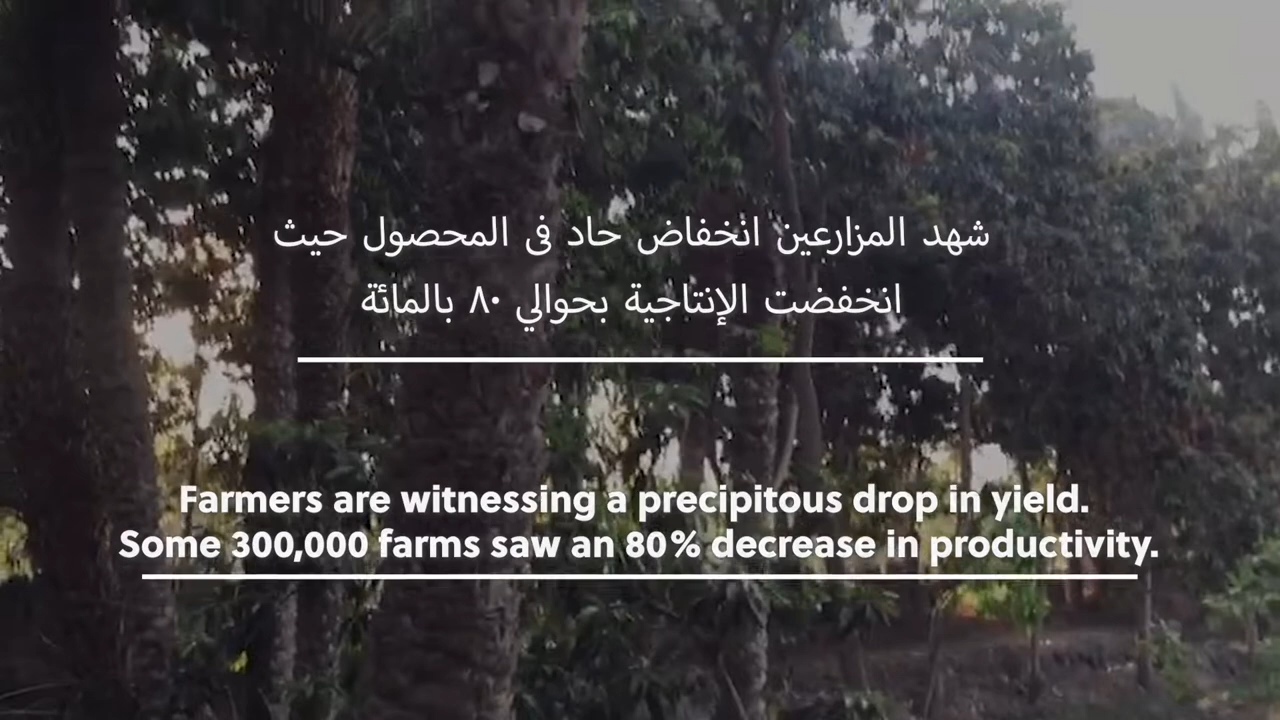 شهد المزارعين انخفاض حاد فى المحصول حيث
انخفضت الإنتاجية بحوالي ٨٠ بالمائة
Farmers are witnessing a precipitous drop in yield.
Some 300,000 farms saw an 80% decrease in productivity.